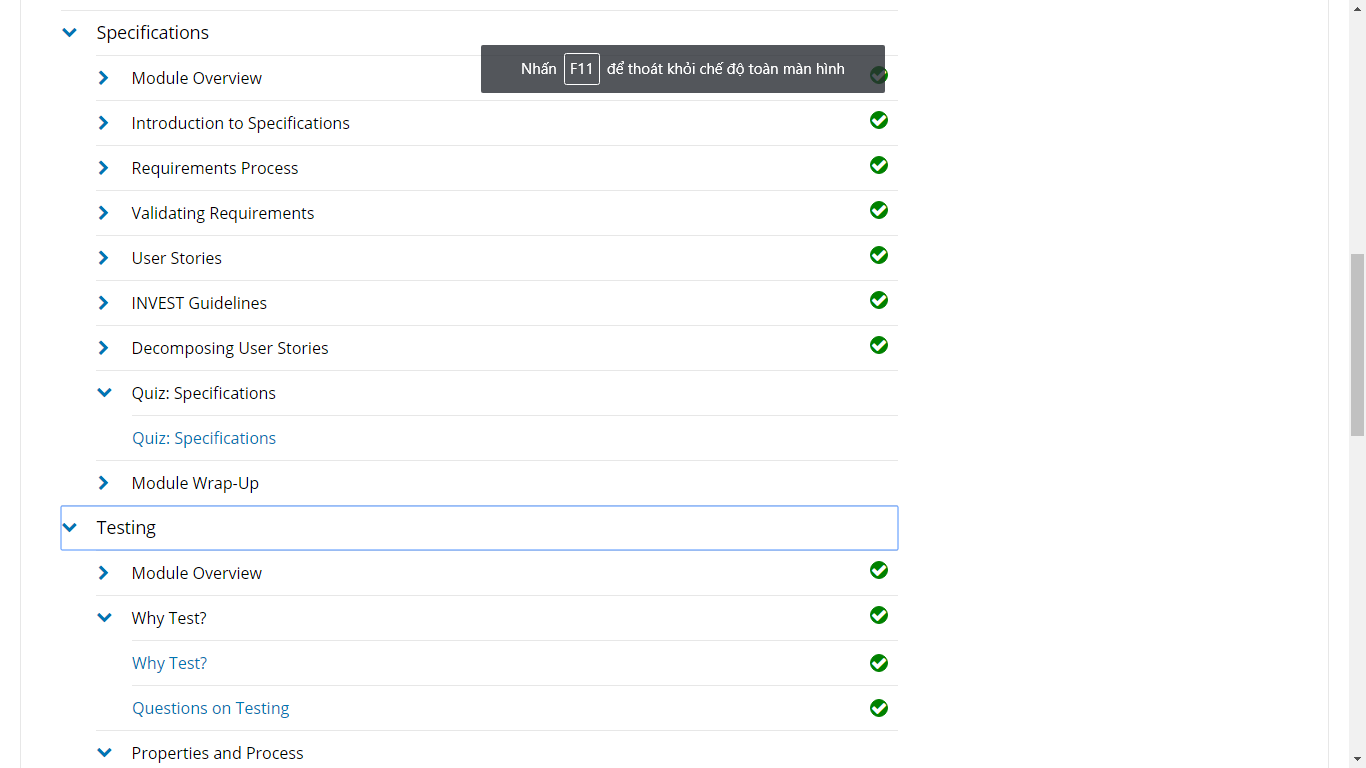 Specifications
Nhấn F11 để thoát khỏi chế độ toàn màn hình
Module Overview
Introduction to Specifications
Requirements Process
Validating Requirements
User Stories
INVEST Guidelines
Decomposing User Stories
Quiz: Specifications
Quiz: Specifications
Module Wrap-Up
Testing
Module Overview
Why Test?
Why Test?
Questions on Testing
Properties and Process